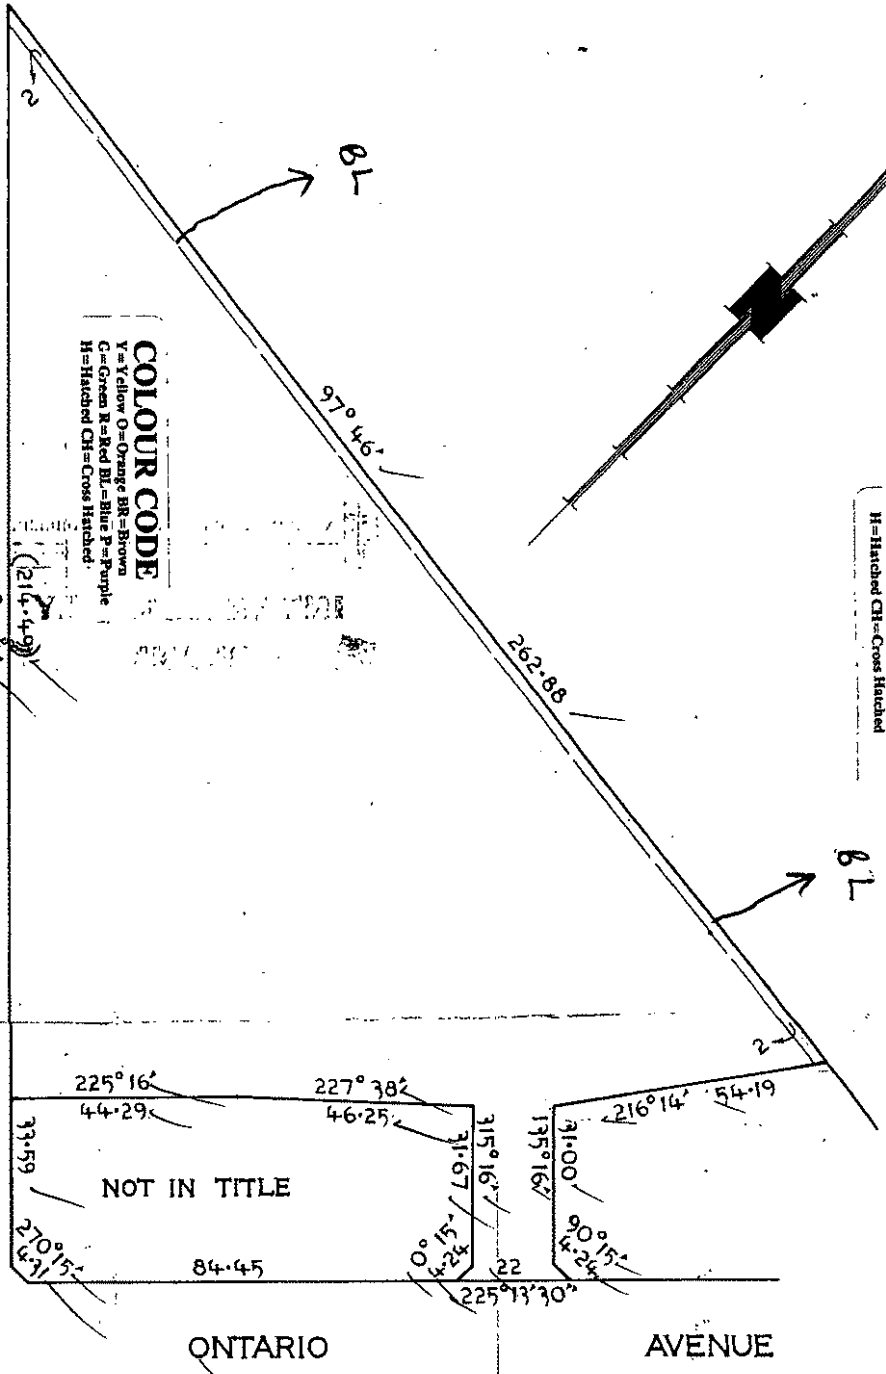 2
BL
H=Hatched CH=Cross Hatched
COLOUR CODE
Y=Yellow O=Orange BR=Brown
G=Green R=Red BL=Blue P=Purple
H=Hatched CH=Cross Hatched
97° 46'
(214·49)
262·88
BL
2
225° 16'
44·29
227° 38'
46·25
216° 14'
54·19
33·59
31·67
315° 16'
135° 16'
31·00
NOT IN TITLE
270° 15'
4·31
84·45
0° 15'
4·24
22
90° 15'
4·24
225° 13' 30"
ONTARIO AVENUE